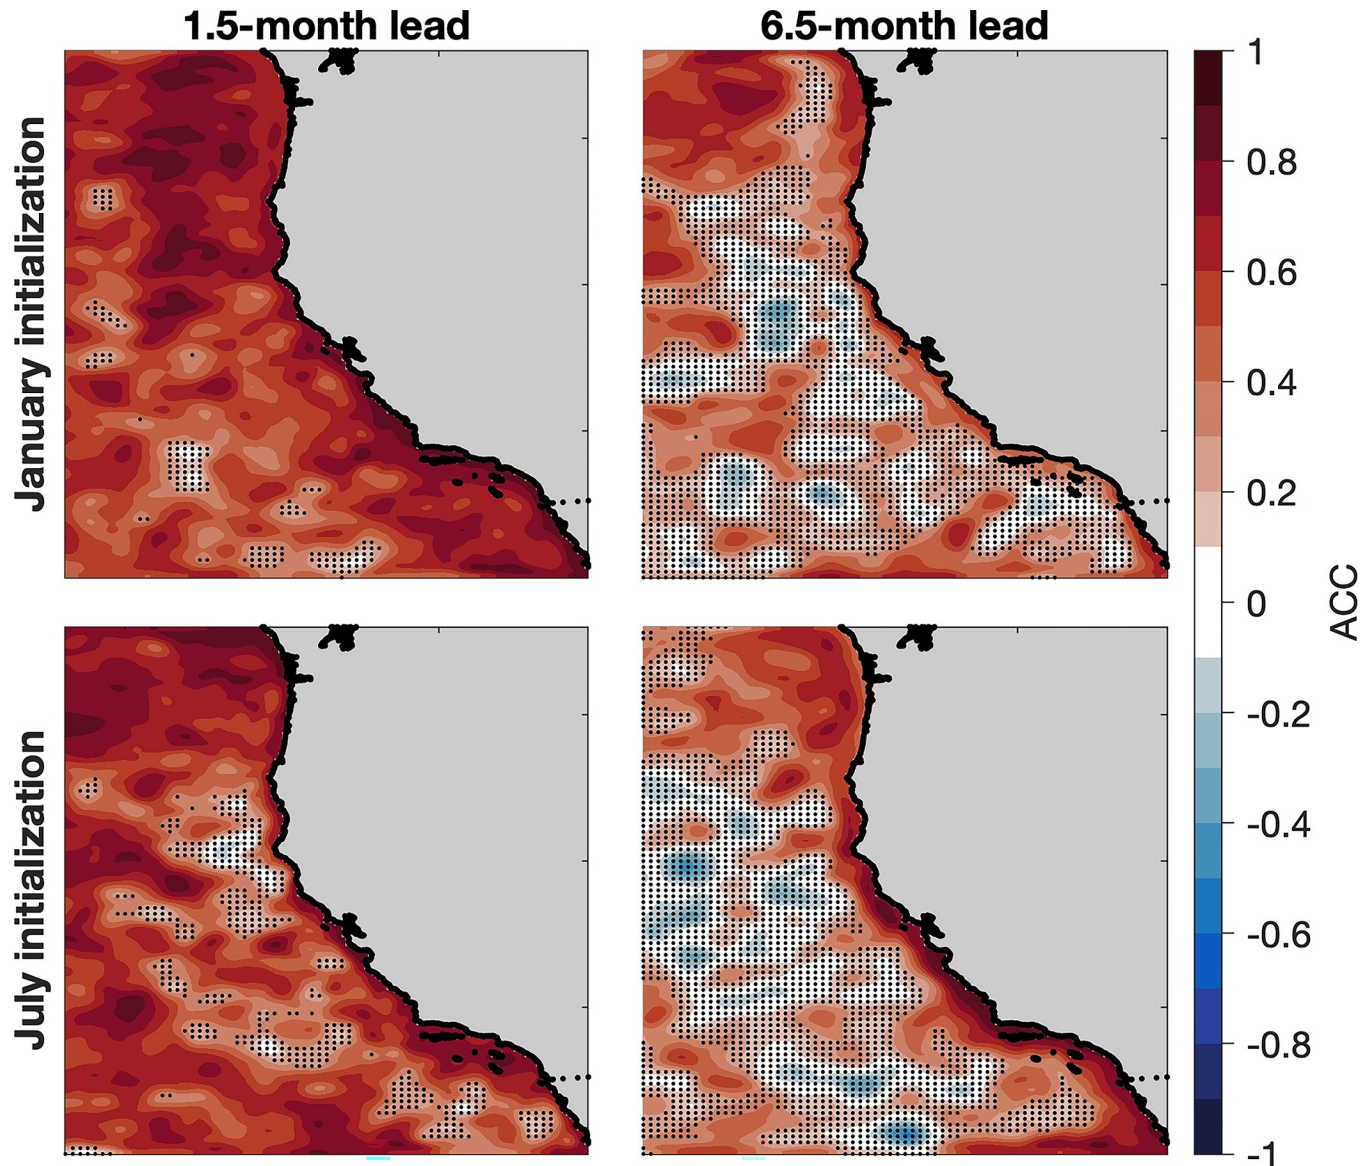 1.5-month lead
6.5-month lead
January initialization
July initialization
1
0.8
0.6
0.4
0.2
0
-0.2
-0.4
-0.6
-0.8
-1
ACC